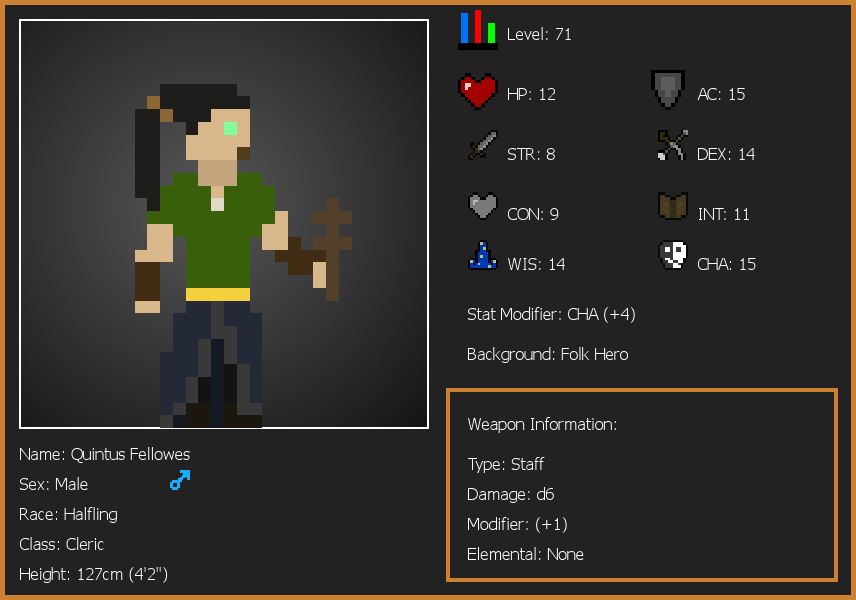 Level: 71
HP: 12
AC: 15
STR: 8
DEX: 14
CON: 9
INT: 11
WIS: 14
CHA: 15
Stat Modifier: CHA (+4)
Background: Folk Hero
Weapon Information:
Type: Staff
Damage: d6
Modifier: (+1)
Elemental: None
Name: Quintus Fellowes
Sex: Male
Race: Halfling
Class: Cleric
Height: 127cm (4'2")